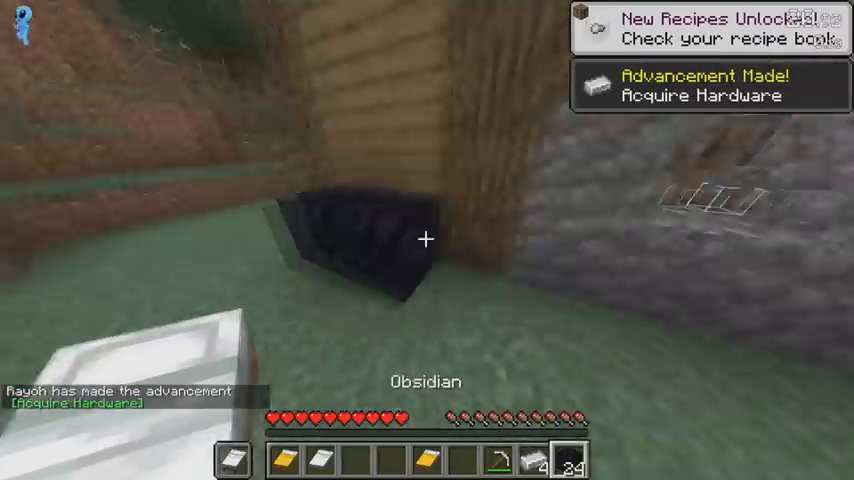 New Recipes Unlocked!
Check your recipe book
Advancement Made!
Acquire Hardware
Obsidian
Rayoh has made the advancement
[Acquire Hardware]
4
24